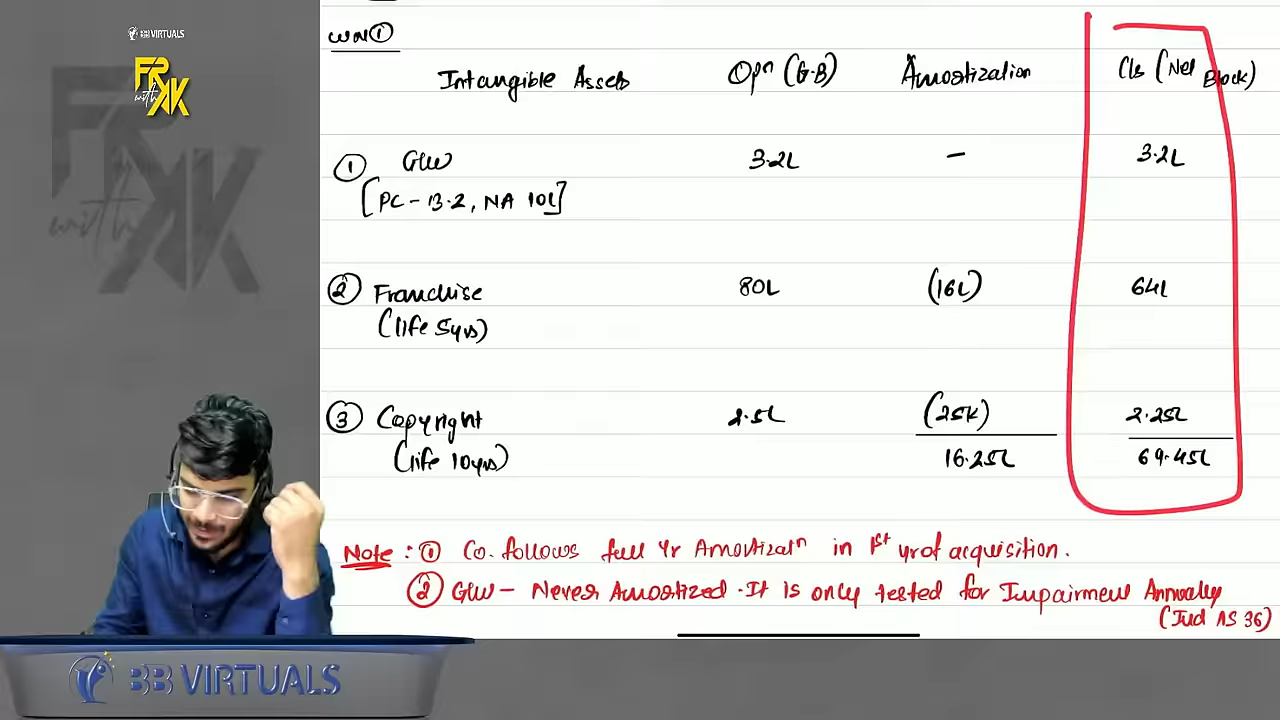 BB VIRTUALS
FR
with KK
WN ①
Intangible Assets Opⁿ (G.B) Amortization Cls (Net Block)
① G/W 3.2L – 3.2L
[PC - 13.2, NA 10L]
② Franchise 80L (16L) 64L
(life 5yrs)
③ Copyright 2.5L (25K) 2.25L
(life 10yrs) 16.25L 69.45L
Note : ① Co. follows full Yr Amortizatⁿ in 1st yr of acquisition.
② G/W - Never Amortized. It is only tested for Impairment Annually
(Ind AS 36)
BB VIRTUALS